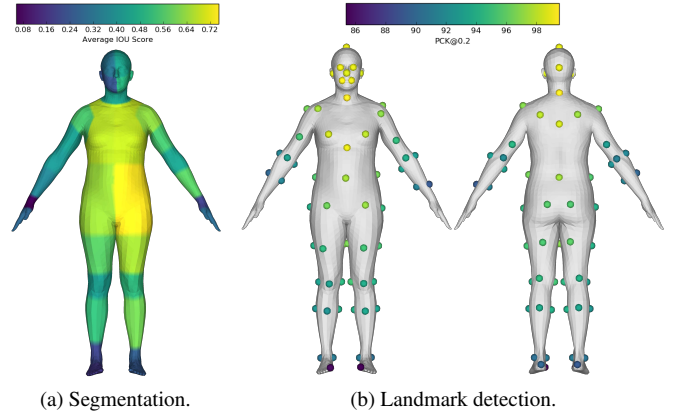 0.08 0.16 0.24 0.32 0.40 0.48 0.56 0.64 0.72
Average IOU Score
86 88 90 92 94 96 98
PCK@0.2
(a) Segmentation.
(b) Landmark detection.